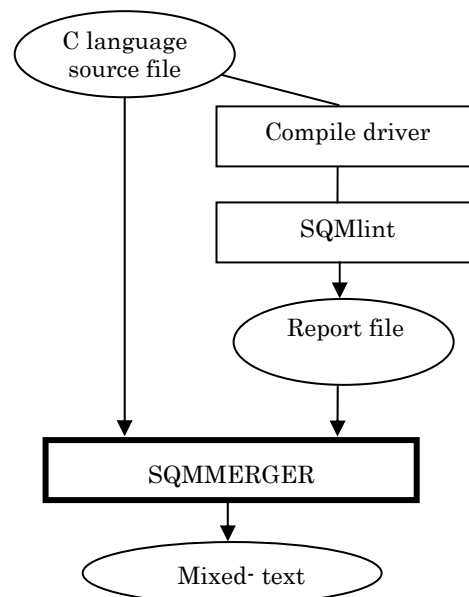 C language
source file
Compile driver
SQMlint
Report file
SQMMERGER
Mixed- text